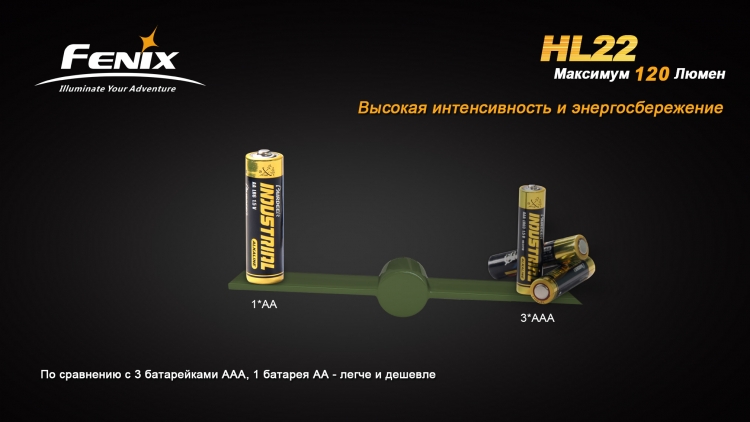 FENIX
Illuminate Your Adventure
HL22
Максимум 120 Люмен
Высокая интенсивность и энергосбережение
INDUSTRIAL
1*AA
3*AAA
По сравнению с 3 батарейками AAA, 1 батарея AA - легче и дешевле